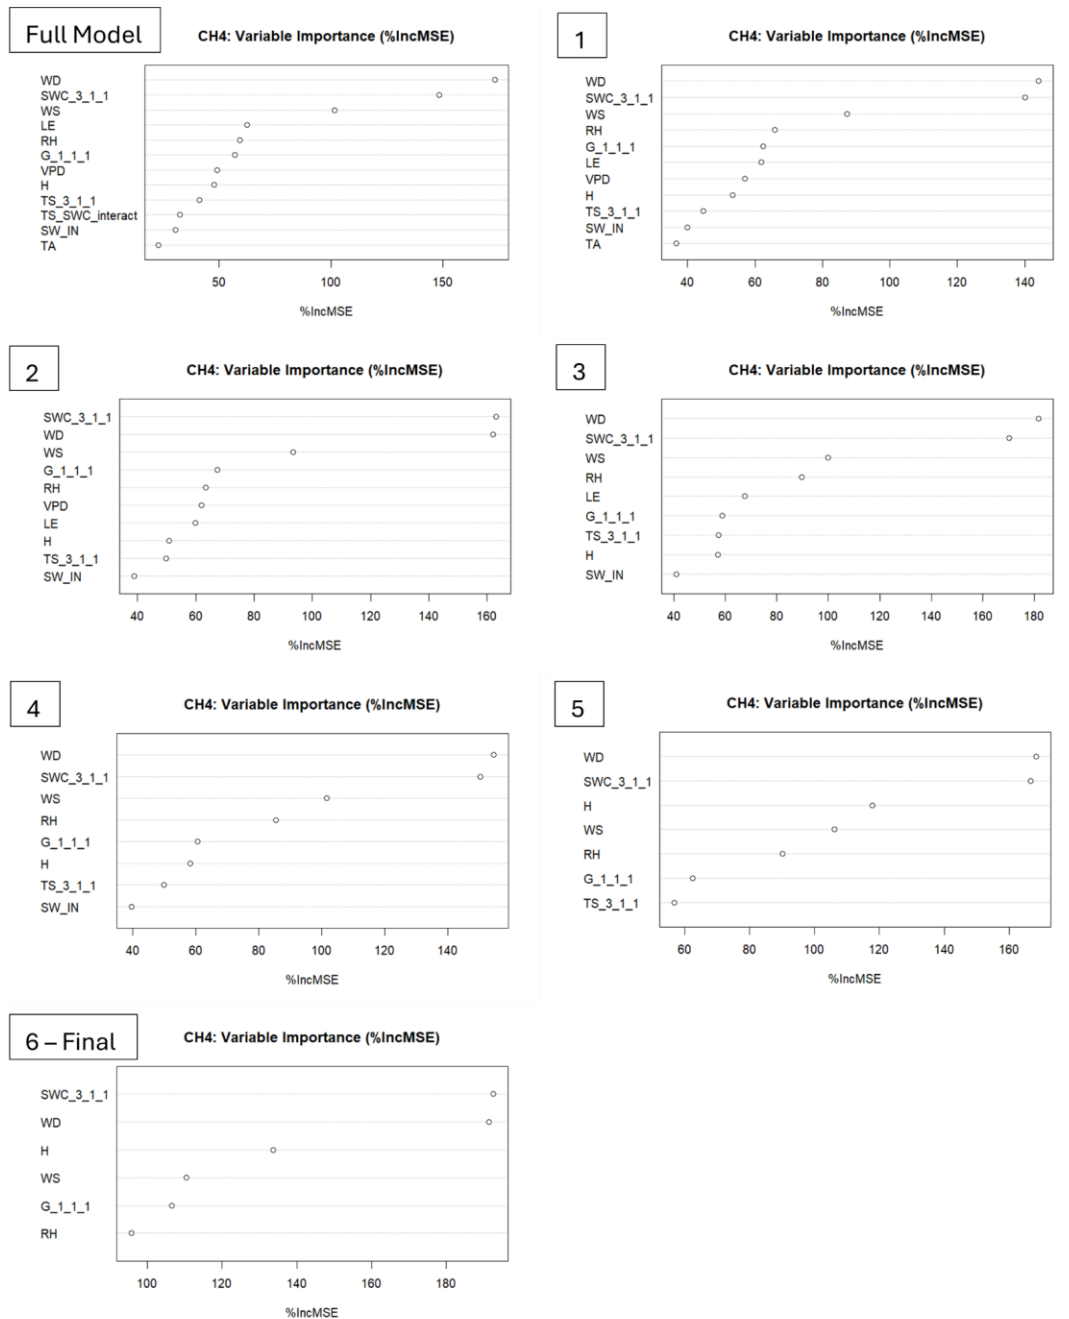 Full Model
CH4: Variable Importance (%IncMSE)
WD
SWC_3_1_1
WS
LE
RH
G_1_1_1
VPD
H
TS_3_1_1
TS_SWC_interact
SW_IN
TA
50 100 150
%IncMSE
1
CH4: Variable Importance (%IncMSE)
WD
SWC_3_1_1
WS
RH
G_1_1_1
LE
VPD
H
TS_3_1_1
SW_IN
TA
40 60 80 100 120 140
%IncMSE
2
CH4: Variable Importance (%IncMSE)
SWC_3_1_1
WD
WS
G_1_1_1
RH
VPD
LE
H
TS_3_1_1
SW_IN
40 60 80 100 120 140 160
%IncMSE
3
CH4: Variable Importance (%IncMSE)
WD
SWC_3_1_1
WS
RH
LE
G_1_1_1
TS_3_1_1
H
SW_IN
40 60 80 100 120 140 160 180
%IncMSE
4
CH4: Variable Importance (%IncMSE)
WD
SWC_3_1_1
WS
RH
G_1_1_1
H
TS_3_1_1
SW_IN
40 60 80 100 120 140
%IncMSE
5
CH4: Variable Importance (%IncMSE)
WD
SWC_3_1_1
H
WS
RH
G_1_1_1
TS_3_1_1
60 80 100 120 140 160
%IncMSE
6 – Final
CH4: Variable Importance (%IncMSE)
SWC_3_1_1
WD
H
WS
G_1_1_1
RH
100 120 140 160 180
%IncMSE